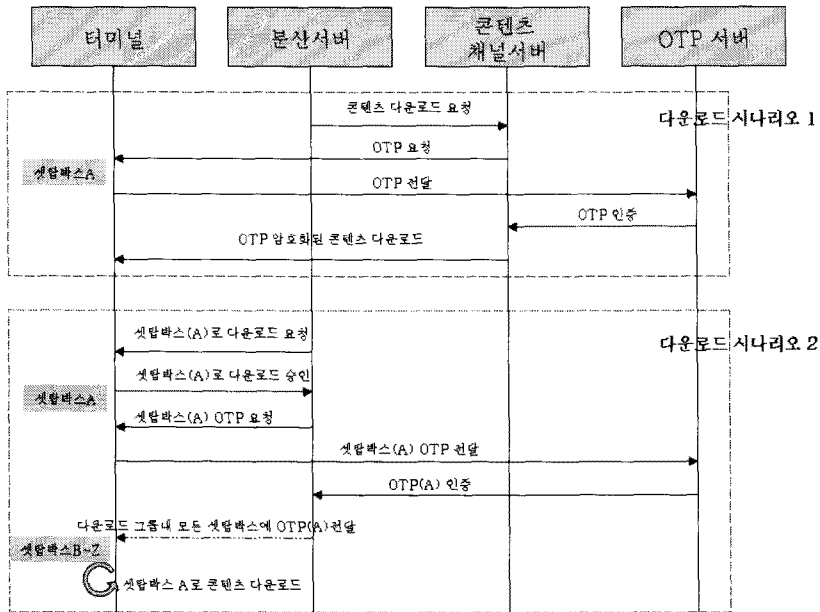 터미널
분산서버
콘텐츠
채널서버
OTP 서버
다운로드 시나리오 1
콘텐츠 다운로드 요청
OTP 요청
셋탑박스A
OTP 전달
OTP 인증
OTP 암호화된 콘텐츠 다운로드
다운로드 시나리오 2
셋탑박스(A)로 다운로드 요청
셋탑박스(A)로 다운로드 승인
셋탑박스A
셋탑박스(A) OTP 요청
셋탑박스(A) OTP 전달
OTP(A) 인증
다운로드 그룹내 모든 셋탑박스에 OTP(A)전달
셋탑박스B~Z
셋탑박스 A로 콘텐츠 다운로드